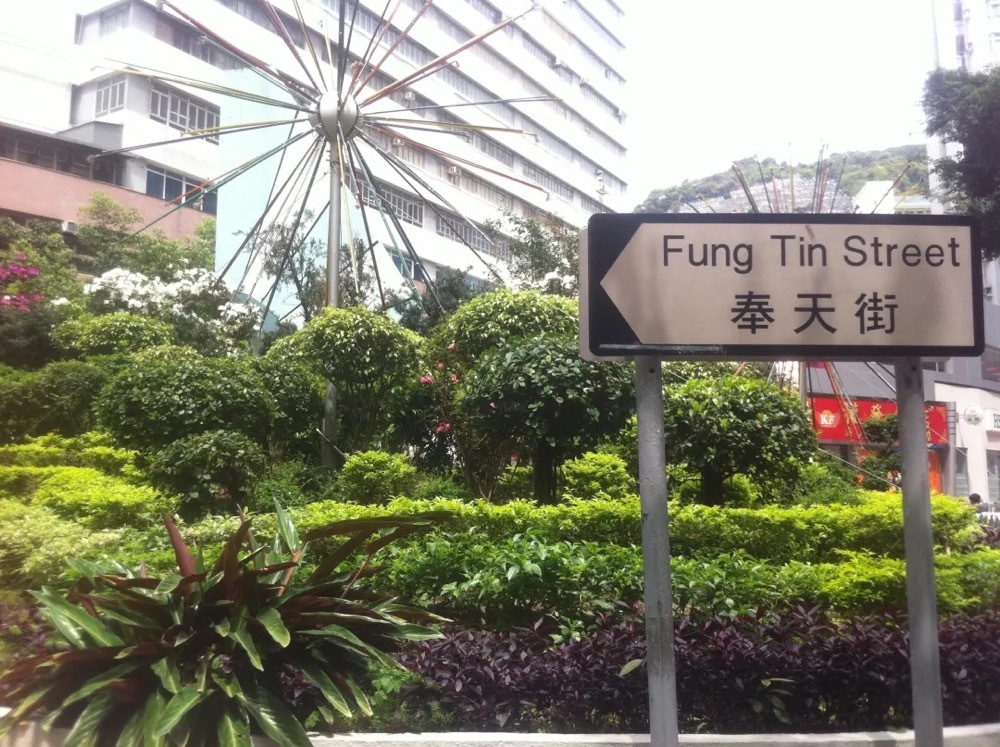 Fung Tin Street
奉天街